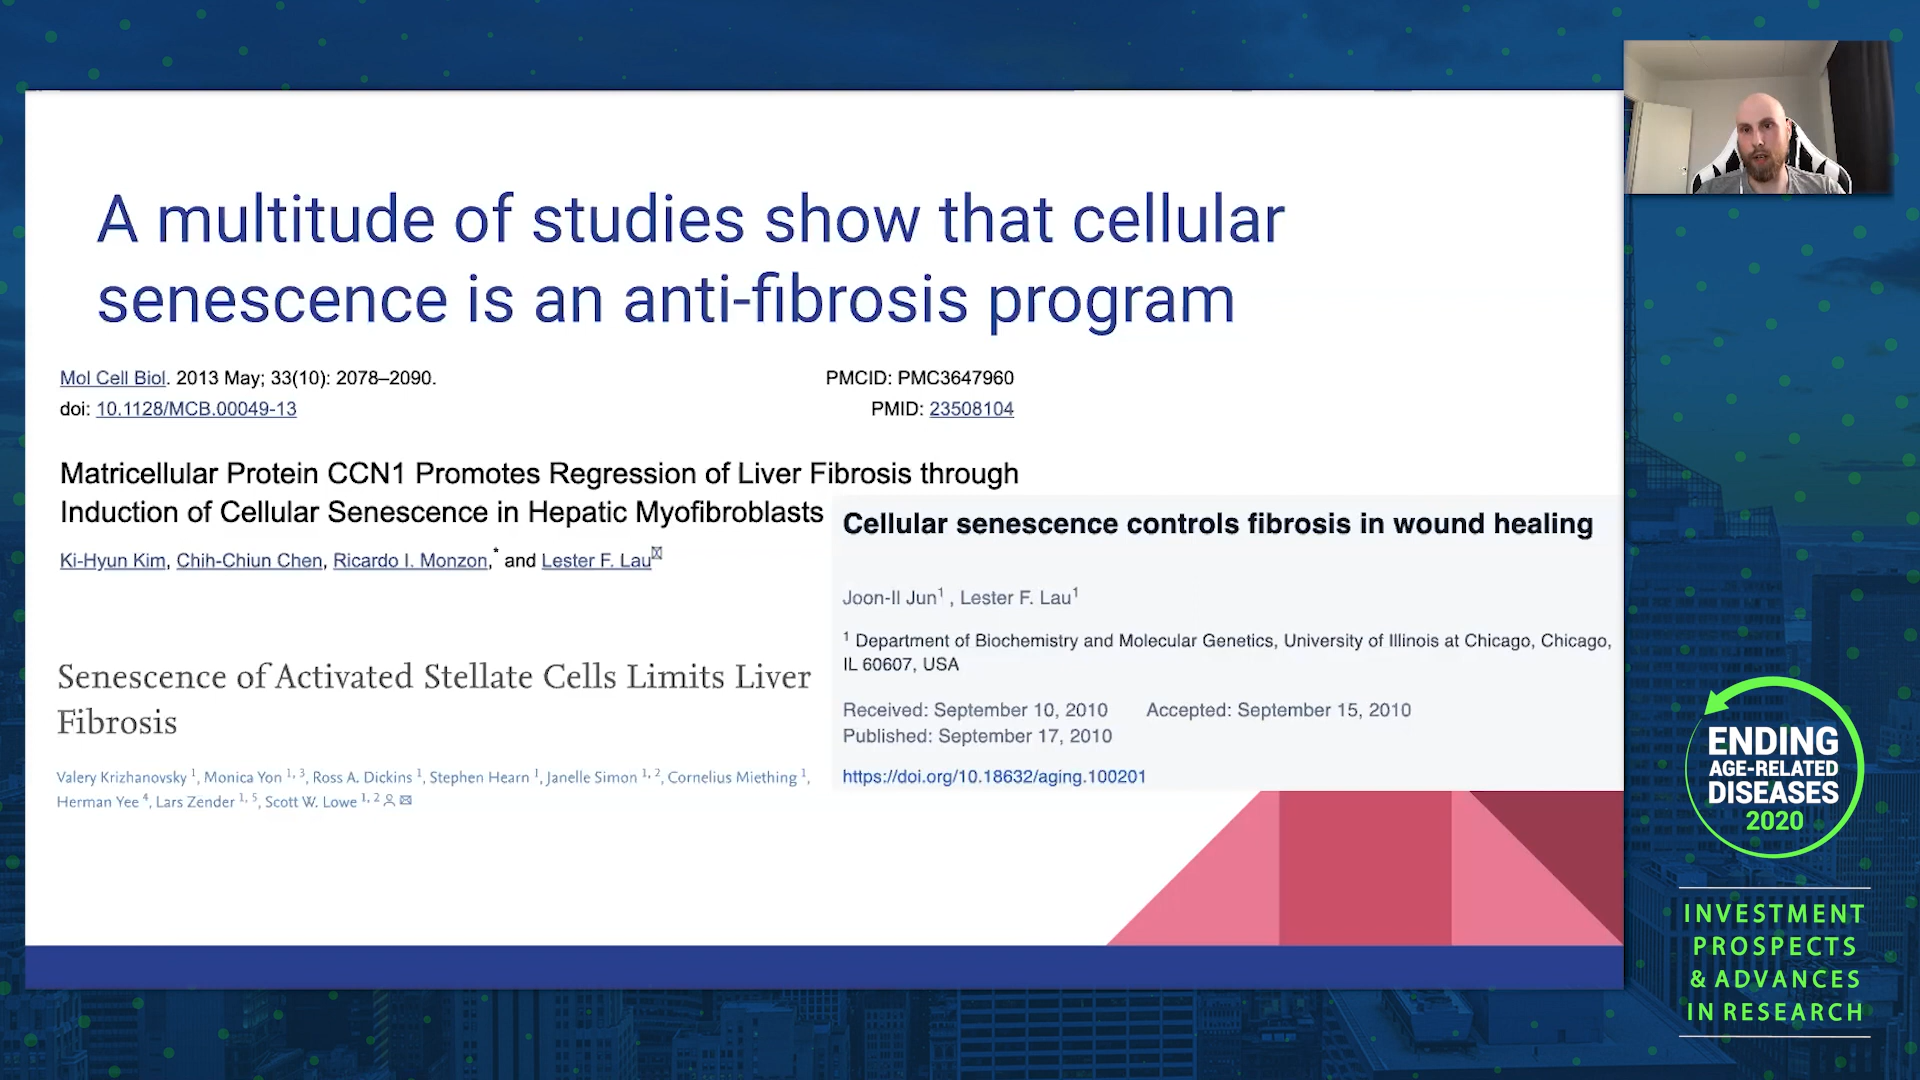 A multitude of studies show that cellular
senescence is an anti-fibrosis program
Mol Cell Biol. 2013 May; 33(10): 2078–2090.
doi: 10.1128/MCB.00049-13
PMCID: PMC3647960
PMID: 23508104
Matricellular Protein CCN1 Promotes Regression of Liver Fibrosis through
Induction of Cellular Senescence in Hepatic Myofibroblasts
Ki-Hyun Kim, Chih-Chiun Chen, Ricardo I. Monzon,* and Lester F. Lau
Cellular senescence controls fibrosis in wound healing
Joon-Il Jun1 , Lester F. Lau1
1 Department of Biochemistry and Molecular Genetics, University of Illinois at Chicago, Chicago,
IL 60607, USA
Received: September 10, 2010 Accepted: September 15, 2010
Published: September 17, 2010
https://doi.org/10.18632/aging.100201
Senescence of Activated Stellate Cells Limits Liver
Fibrosis
Valery Krizhanovsky 1, Monica Yon 1, 3, Ross A. Dickins 1, Stephen Hearn 1, Janelle Simon 1, 2, Cornelius Miething 1,
Herman Yee 4, Lars Zender 1, 5, Scott W. Lowe 1, 2
ENDING
AGE-RELATED
DISEASES
2020
INVESTMENT
PROSPECTS
& ADVANCES
IN RESEARCH